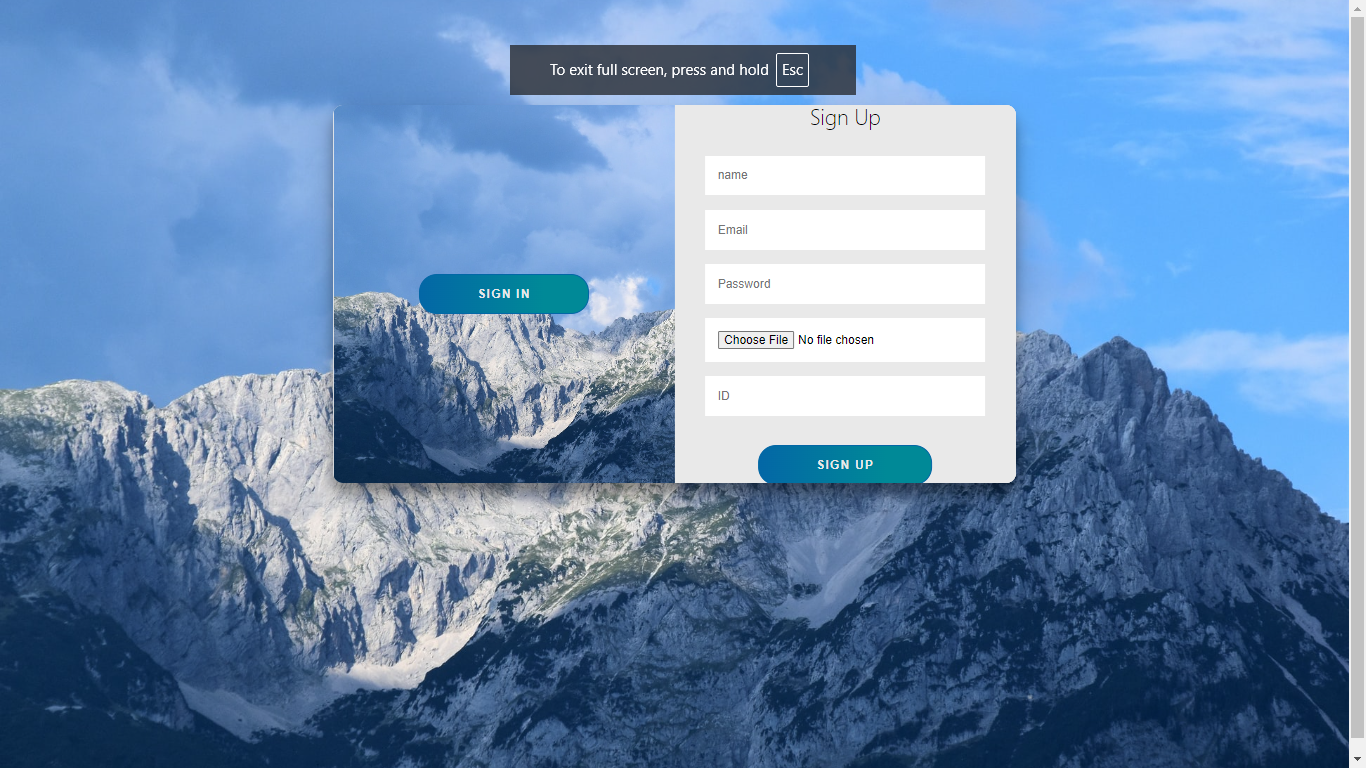 To exit full screen, press and hold Esc
Sign Up
name
Email
SIGN IN
Password
Choose File No file chosen
ID
SIGN UP